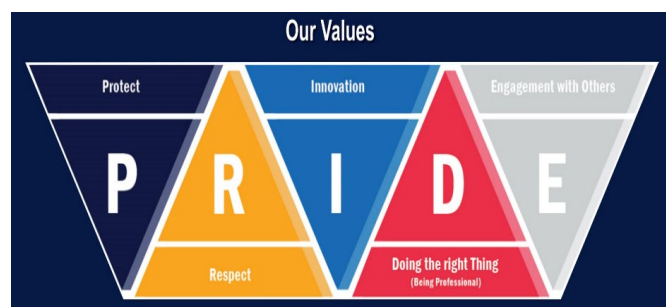 Our Values
Protect
Innovation
Engagement with Others
P R I D E
Respect
Doing the right Thing
(Being Professional)